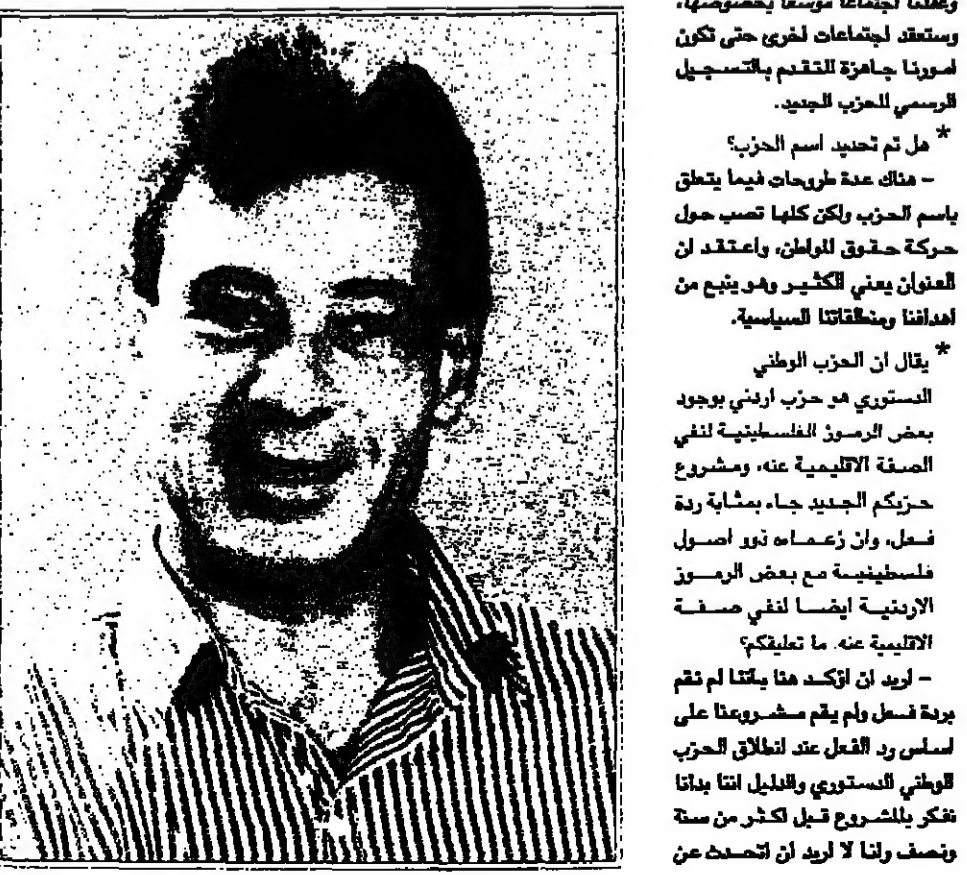 وعقدنا اجتماعا موسعا بخصوصها،
وستعقد اجتماعات اخرى حتى تكون
امورنا جاهزة للتقدم بالتسجيل
الرسمي للحزب الجديد.
* هل تم تحديد اسم الحزب؟
– هناك عدة طروحات فيما يتعلق
باسم الحزب ولكن كلها تصب حول
حركة حقوق المواطن، واعتقد ان
العنوان يعني الكثير وهو ينبع من
اهدافنا ومنطلقاتنا السياسية.
* يقال ان الحزب الوطني
الدستوري هو حزب اردني بوجود
بعض الرموز الفلسطينية لنفي
الصفة الاقليمية عنه، ومشروع
حزبكم الجديد جاء بمثابة ردة
فعل، وان زعماءه ذوو اصول
فلسطينية مع بعض الرموز
الاردنية ايضا لنفي صفة
الاقليمية عنه. ما تعليقكم؟
– اريد ان اؤكد هنا باننا لم نقم
بردة فعل ولم يقم مشروعنا على
اساس رد الفعل عند انطلاق الحزب
الوطني الدستوري والدليل اننا بدانا
نفكر بالمشروع قبل اكثر من سنة
ونصف وانا لا اريد ان اتحدث عن